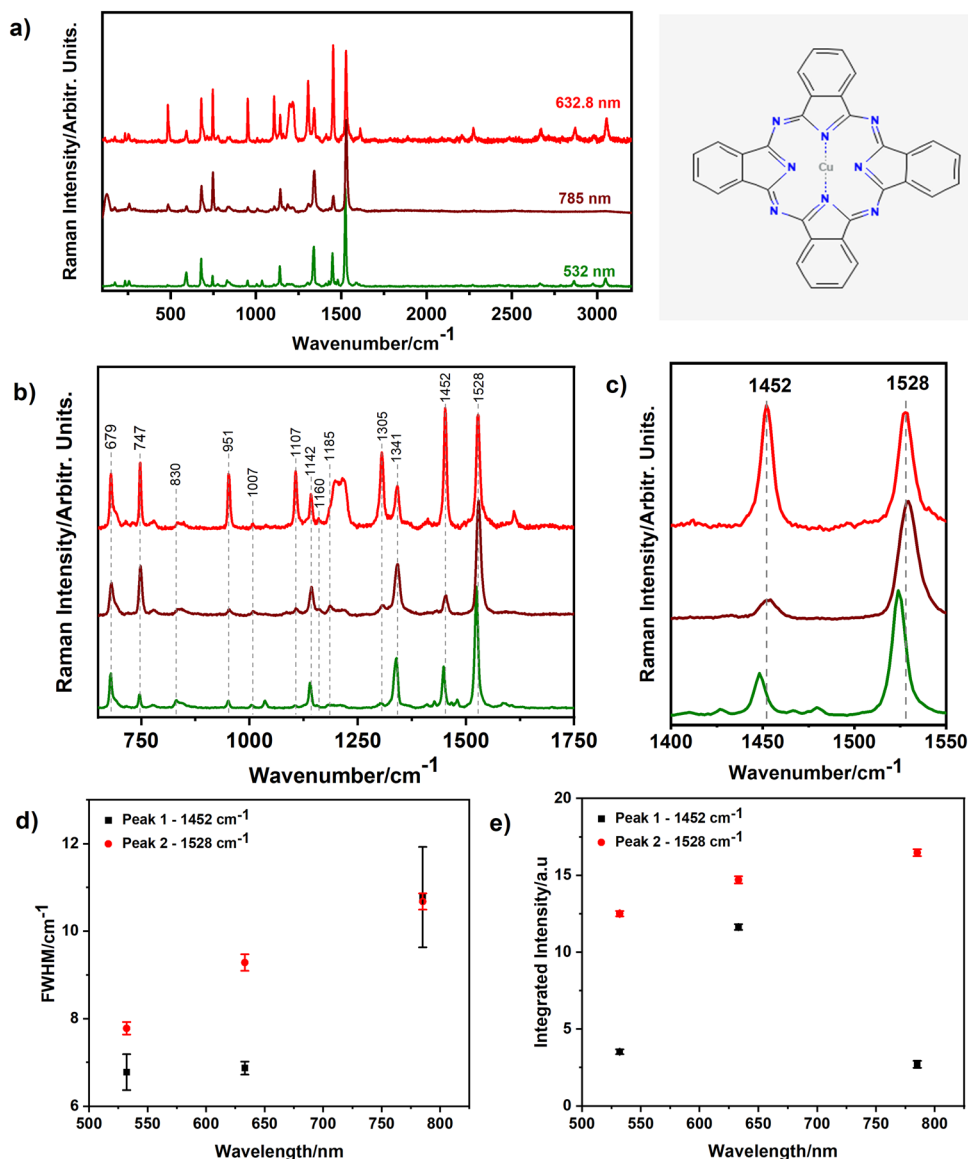 a)
Raman Intensity/Arbitr. Units.
632.8 nm
785 nm
532 nm
500 1000 1500 2000 2500 3000
Wavenumber/cm-1
N N N
N Cu N
N N N
b)
Raman Intensity/Arbitr. Units.
679
747
830
951
1007
1107
1142
1160
1185
1305
1341
1452
1528
750 1000 1250 1500 1750
Wavenumber/cm-1
c)
Raman Intensity/Arbitr. Units.
1452 1528
1400 1450 1500 1550
Wavenumber/cm-1
d)
Peak 1 - 1452 cm-1
Peak 2 - 1528 cm-1
FWHM/cm-1
12
10
8
6
500 550 600 650 700 750 800
Wavelength/nm
e)
Peak 1 - 1452 cm-1
Peak 2 - 1528 cm-1
Integrated Intensity/a.u
20
15
10
5
0
500 550 600 650 700 750 800
Wavelength/nm